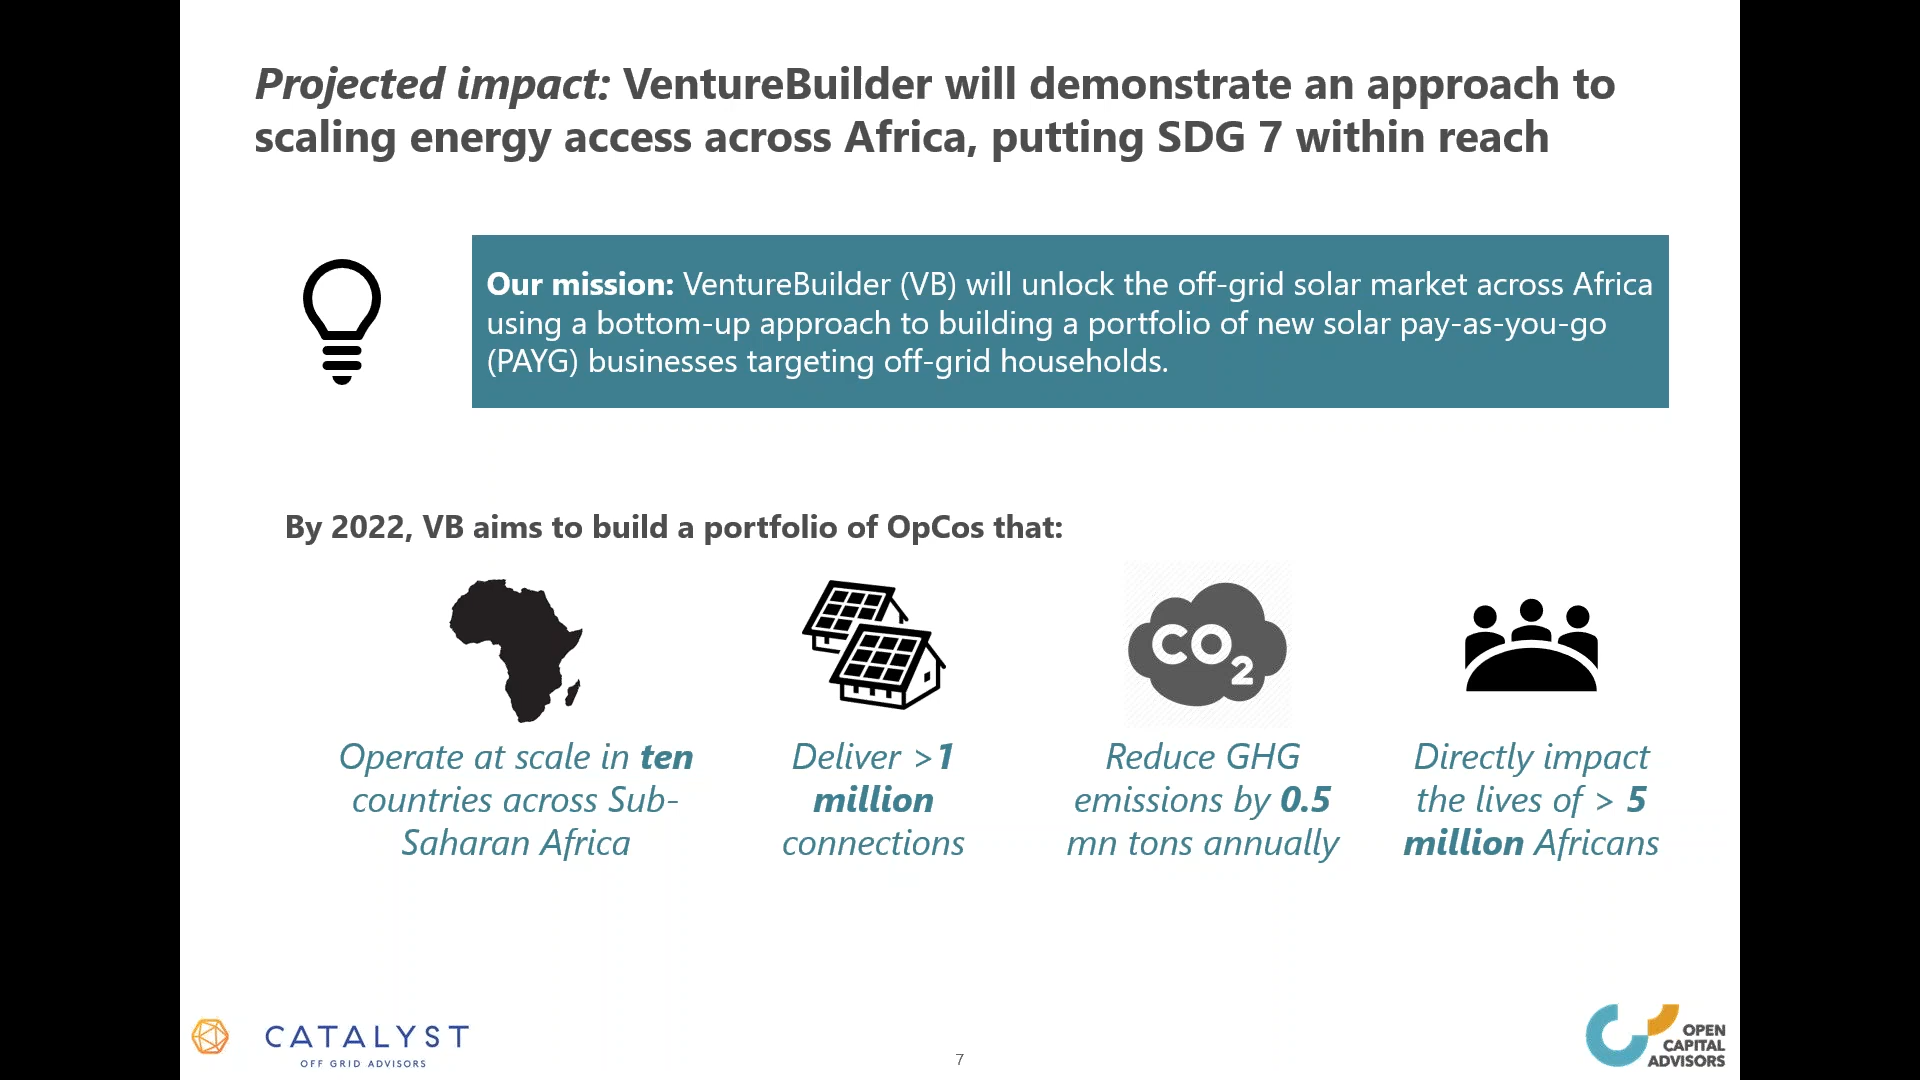 Projected impact: VentureBuilder will demonstrate an approach to
scaling energy access across Africa, putting SDG 7 within reach
Our mission: VentureBuilder (VB) will unlock the off-grid solar market across Africa
using a bottom-up approach to building a portfolio of new solar pay-as-you-go
(PAYG) businesses targeting off-grid households.
By 2022, VB aims to build a portfolio of OpCos that:
CO2
Operate at scale in ten
countries across Sub-
Saharan Africa
Deliver >1
million
connections
Reduce GHG
emissions by 0.5
mn tons annually
Directly impact
the lives of > 5
million Africans
CATALYST
OFF GRID ADVISORS
7
OPEN
CAPITAL
ADVISORS